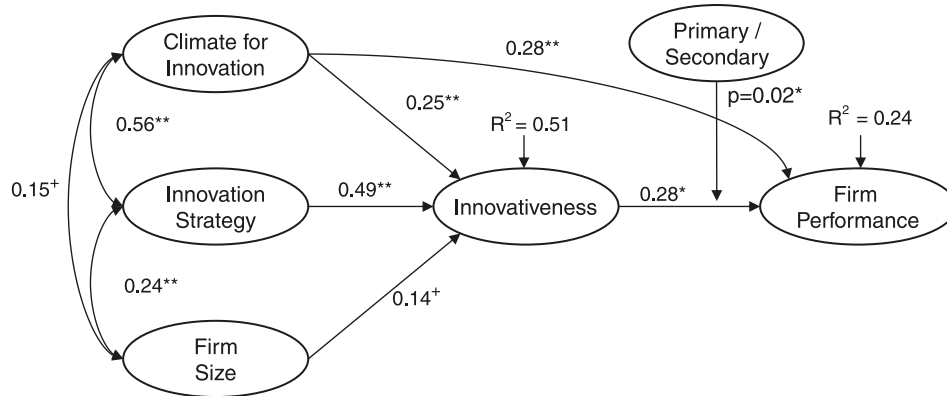 Climate for
Innovation
0.28**
Primary /
Secondary
p=0.02*
0.25**
R² = 0.51
R² = 0.24
0.56**
0.15⁺
Innovation
Strategy
0.49**
Innovativeness
0.28*
Firm
Performance
0.24**
0.14⁺
Firm
Size